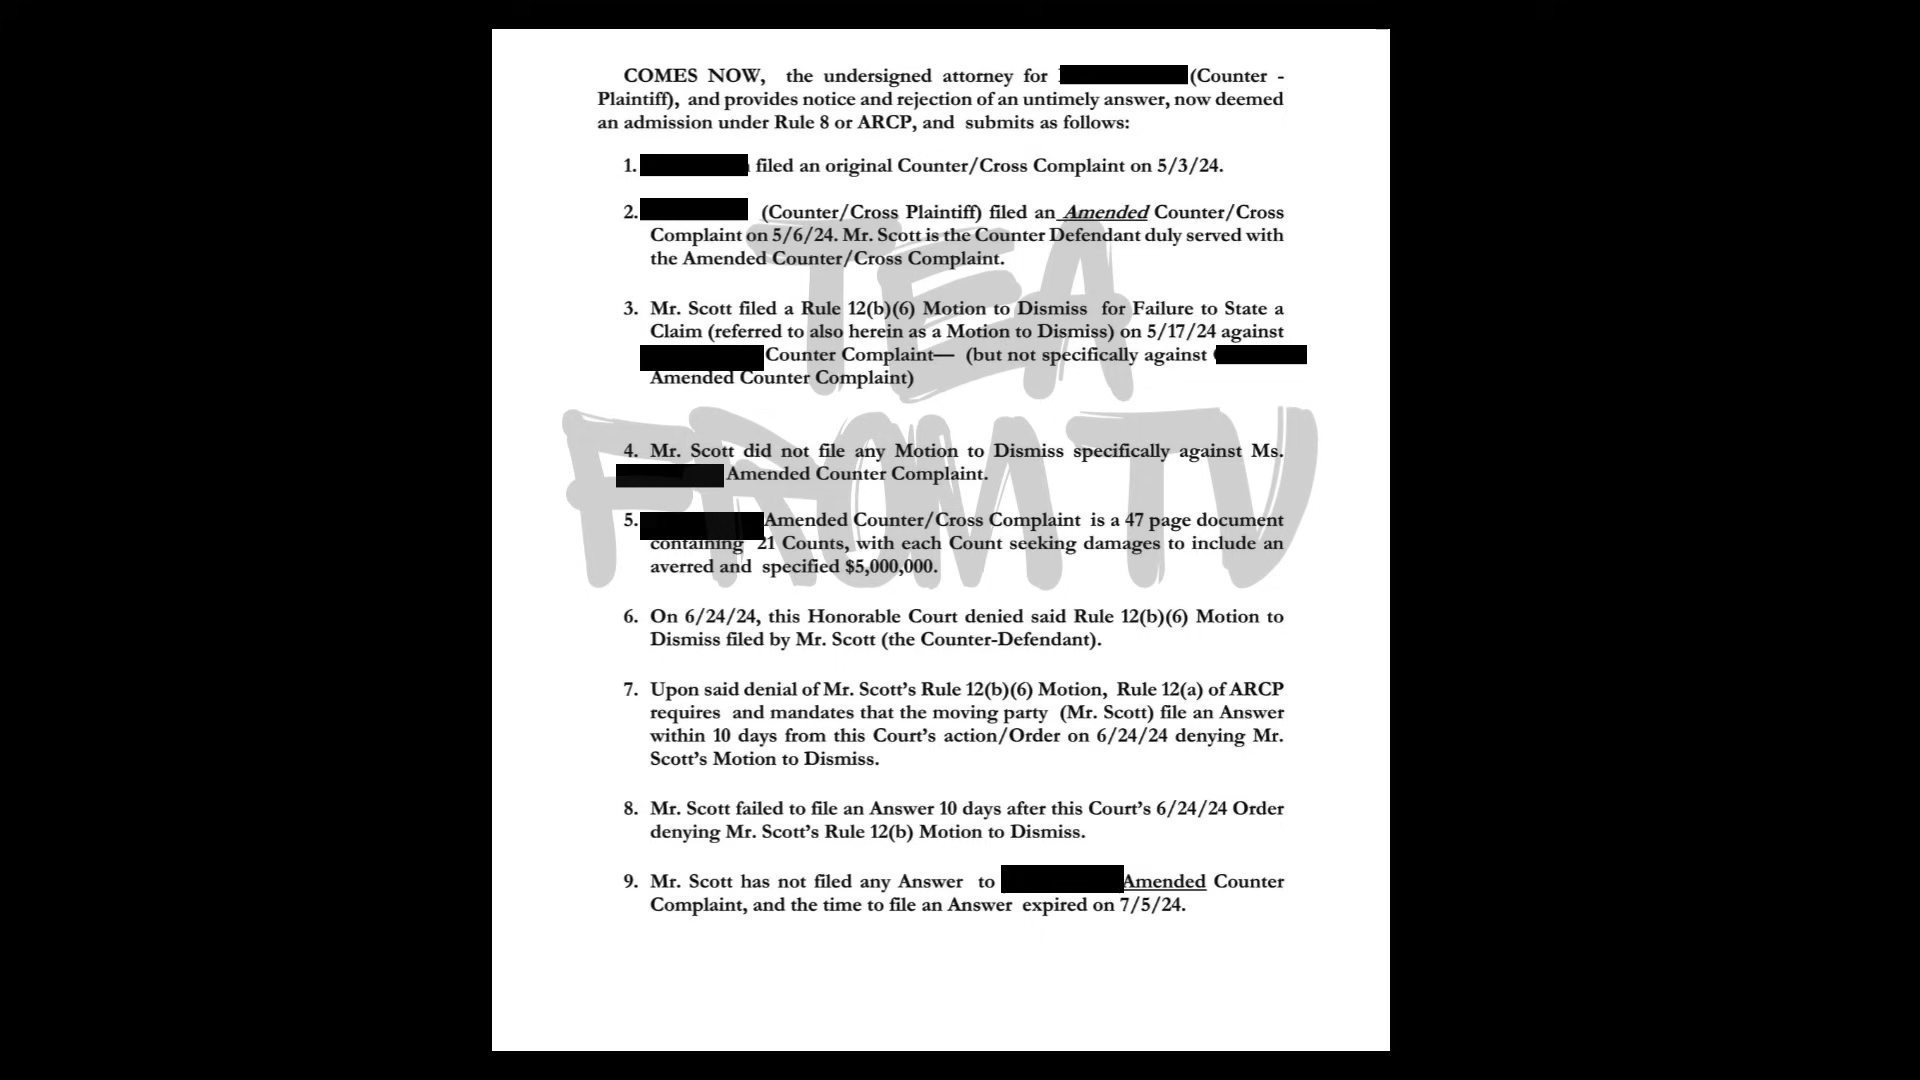 COMES NOW, the undersigned attorney for (Counter -
Plaintiff), and provides notice and rejection of an untimely answer, now deemed
an admission under Rule 8 or ARCP, and submits as follows:
1. filed an original Counter/Cross Complaint on 5/3/24.
2. (Counter/Cross Plaintiff) filed an Amended Counter/Cross
Complaint on 5/6/24. Mr. Scott is the Counter Defendant duly served with
the Amended Counter/Cross Complaint.
3. Mr. Scott filed a Rule 12(b)(6) Motion to Dismiss for Failure to State a
Claim (referred to also herein as a Motion to Dismiss) on 5/17/24 against
Counter Complaint— (but not specifically against
Amended Counter Complaint)
4. Mr. Scott did not file any Motion to Dismiss specifically against Ms.
Amended Counter Complaint.
5. Amended Counter/Cross Complaint is a 47 page document
containing 21 Counts, with each Count seeking damages to include an
averred and specified $5,000,000.
6. On 6/24/24, this Honorable Court denied said Rule 12(b)(6) Motion to
Dismiss filed by Mr. Scott (the Counter-Defendant).
7. Upon said denial of Mr. Scott's Rule 12(b)(6) Motion, Rule 12(a) of ARCP
requires and mandates that the moving party (Mr. Scott) file an Answer
within 10 days from this Court's action/Order on 6/24/24 denying Mr.
Scott's Motion to Dismiss.
8. Mr. Scott failed to file an Answer 10 days after this Court's 6/24/24 Order
denying Mr. Scott's Rule 12(b) Motion to Dismiss.
9. Mr. Scott has not filed any Answer to Amended Counter
Complaint, and the time to file an Answer expired on 7/5/24.
TEA
FROM TV